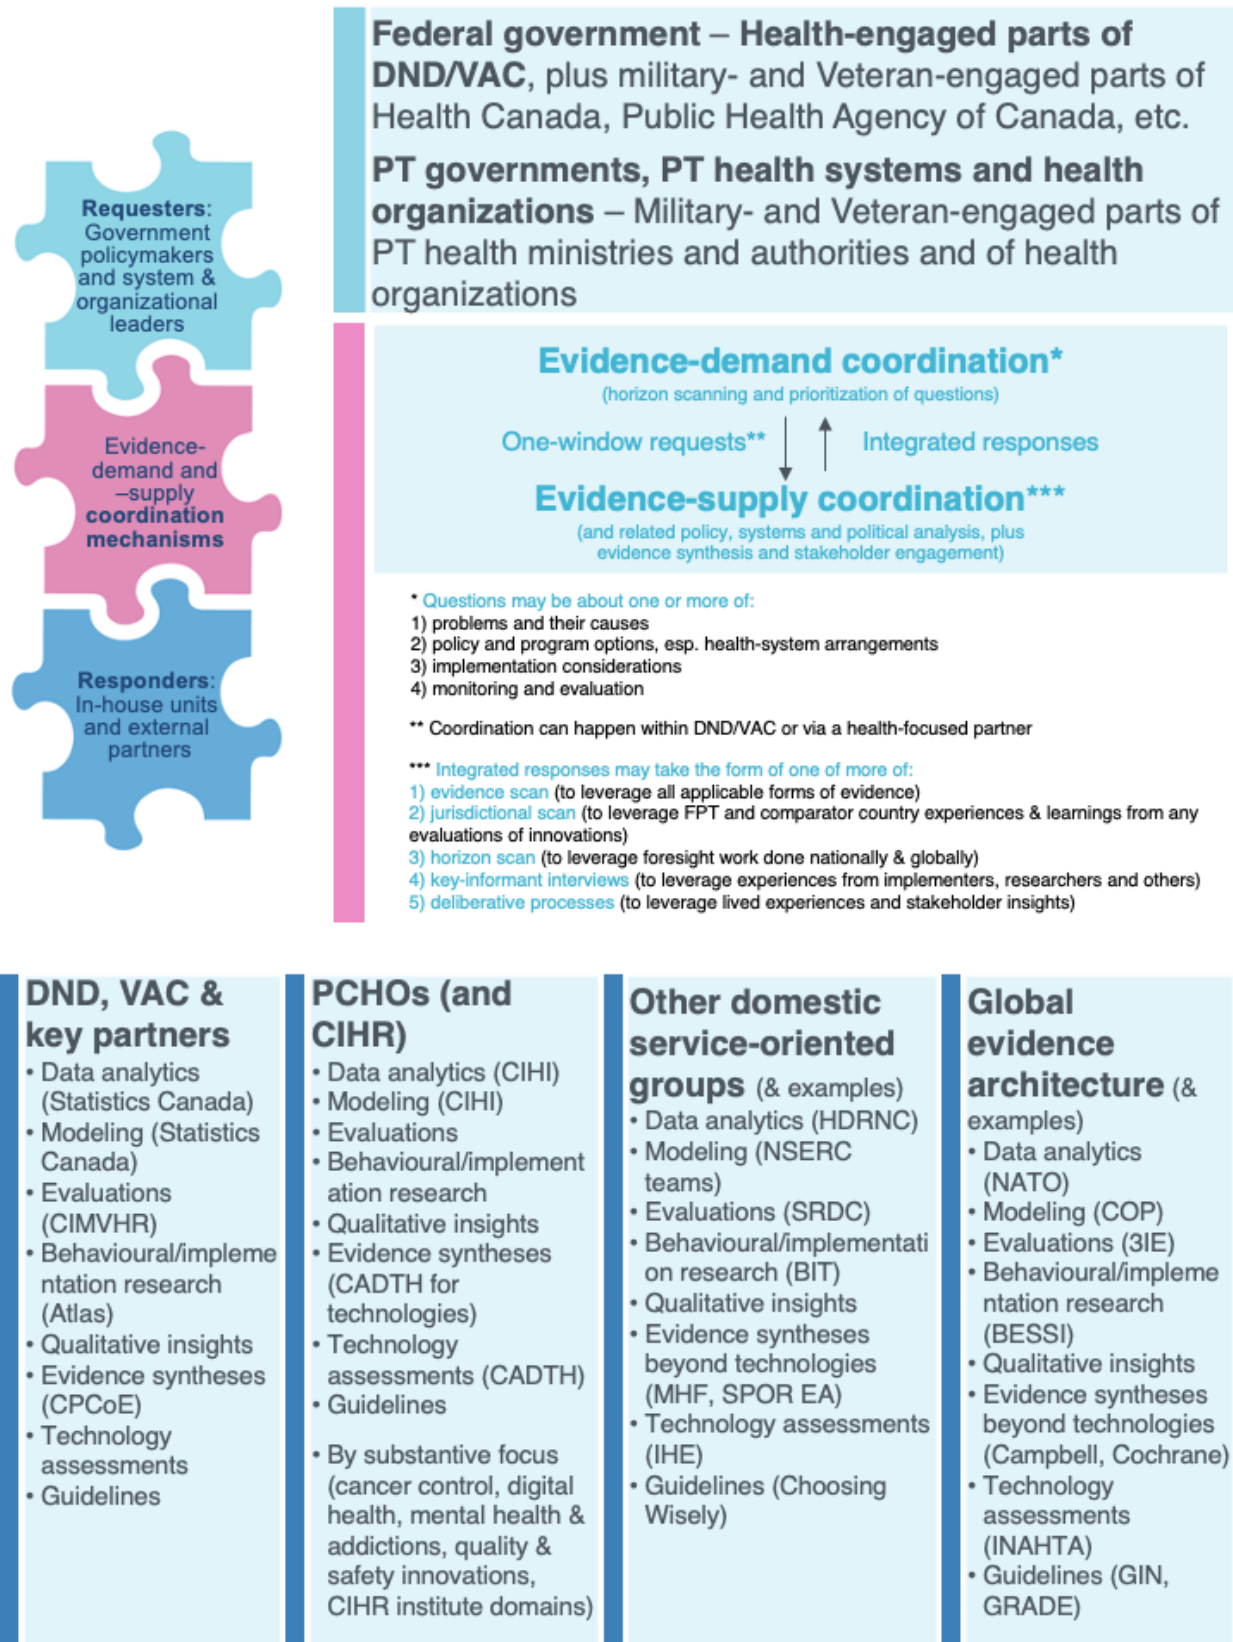 Federal government – Health-engaged parts of
DND/VAC, plus military- and Veteran-engaged parts of
Health Canada, Public Health Agency of Canada, etc.
PT governments, PT health systems and health
organizations – Military- and Veteran-engaged parts of
PT health ministries and authorities and of health
organizations
Requesters:
Government
policymakers
and system &
organizational
leaders
Evidence-
demand and
–supply
coordination
mechanisms
Responders:
In-house units
and external
partners
Evidence-demand coordination*
(horizon scanning and prioritization of questions)
One-window requests**
Integrated responses
Evidence-supply coordination***
(and related policy, systems and political analysis, plus
evidence synthesis and stakeholder engagement)
* Questions may be about one or more of:
1) problems and their causes
2) policy and program options, esp. health-system arrangements
3) implementation considerations
4) monitoring and evaluation
** Coordination can happen within DND/VAC or via a health-focused partner
*** Integrated responses may take the form of one of more of:
1) evidence scan (to leverage all applicable forms of evidence)
2) jurisdictional scan (to leverage FPT and comparator country experiences & learnings from any
evaluations of innovations)
3) horizon scan (to leverage foresight work done nationally & globally)
4) key-informant interviews (to leverage experiences from implementers, researchers and others)
5) deliberative processes (to leverage lived experiences and stakeholder insights)
DND, VAC &
key partners
• Data analytics
(Statistics Canada)
• Modeling (Statistics
Canada)
• Evaluations
(CIMVHR)
• Behavioural/impleme
ntation research
(Atlas)
• Qualitative insights
• Evidence syntheses
(CPCoE)
• Technology
assessments
• Guidelines
PCHOs (and
CIHR)
• Data analytics (CIHI)
• Modeling (CIHI)
• Evaluations
• Behavioural/implement
ation research
• Qualitative insights
• Evidence syntheses
(CADTH for
technologies)
• Technology
assessments (CADTH)
• Guidelines
• By substantive focus
(cancer control, digital
health, mental health &
addictions, quality &
safety innovations,
CIHR institute domains)
Other domestic
service-oriented
groups (& examples)
• Data analytics (HDRNC)
• Modeling (NSERC
teams)
• Evaluations (SRDC)
• Behavioural/implementati
on research (BIT)
• Qualitative insights
• Evidence syntheses
beyond technologies
(MHF, SPOR EA)
• Technology assessments
(IHE)
• Guidelines (Choosing
Wisely)
Global
evidence
architecture (&
examples)
• Data analytics
(NATO)
• Modeling (COP)
• Evaluations (3IE)
• Behavioural/impleme
ntation research
(BESSI)
• Qualitative insights
• Evidence syntheses
beyond technologies
(Campbell, Cochrane)
• Technology
assessments
(INAHTA)
• Guidelines (GIN,
GRADE)